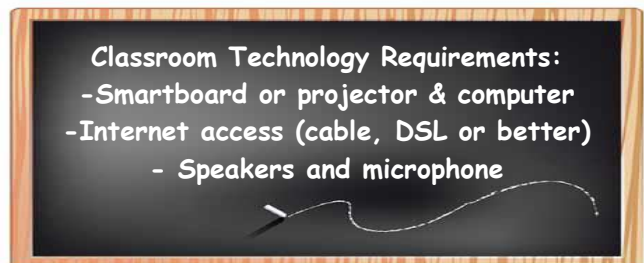 Classroom Technology Requirements:
-Smartboard or projector & computer
-Internet access (cable, DSL or better)
- Speakers and microphone